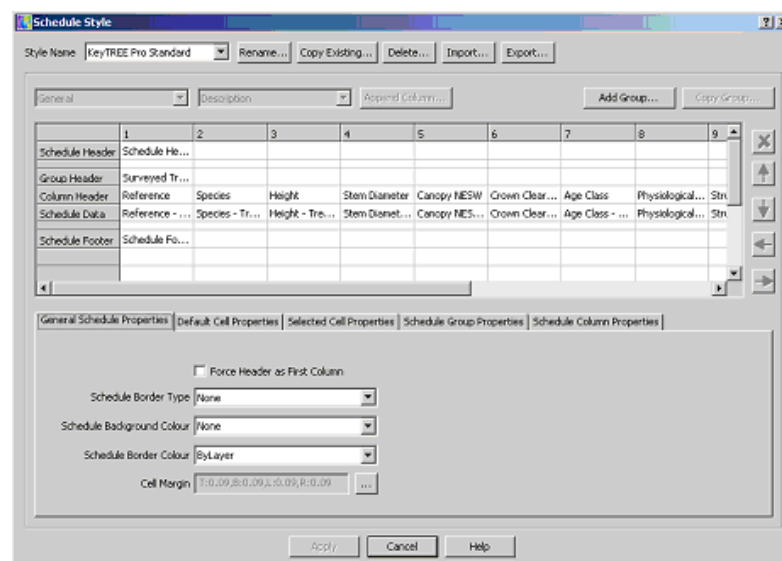 Schedule Style
Style Name KeyTREE Pro Standard Rename... Copy Existing... Delete... Import... Export...
General Description Append Column... Add Group... Copy Group...
1 2 3 4 5 6 7 8 9
Schedule Header Schedule He...
Group Header Surveyed Tr...
Column Header Reference Species Height Stem Diameter Canopy NESW Crown Clear... Age Class Physiological... Stru
Schedule Data Reference - ... Species - Tr... Height - Tre... Stem Diamet... Canopy NES... Crown Clear... Age Class - ... Physiological... Stru
Schedule Footer Schedule Fo...
General Schedule Properties Default Cell Properties Selected Cell Properties Schedule Group Properties Schedule Column Properties
Force Header as First Column
Schedule Border Type None
Schedule Background Colour None
Schedule Border Colour ByLayer
Cell Margin T:0.09,B:0.09,L:0.09,R:0.09 ...
Apply Cancel Help